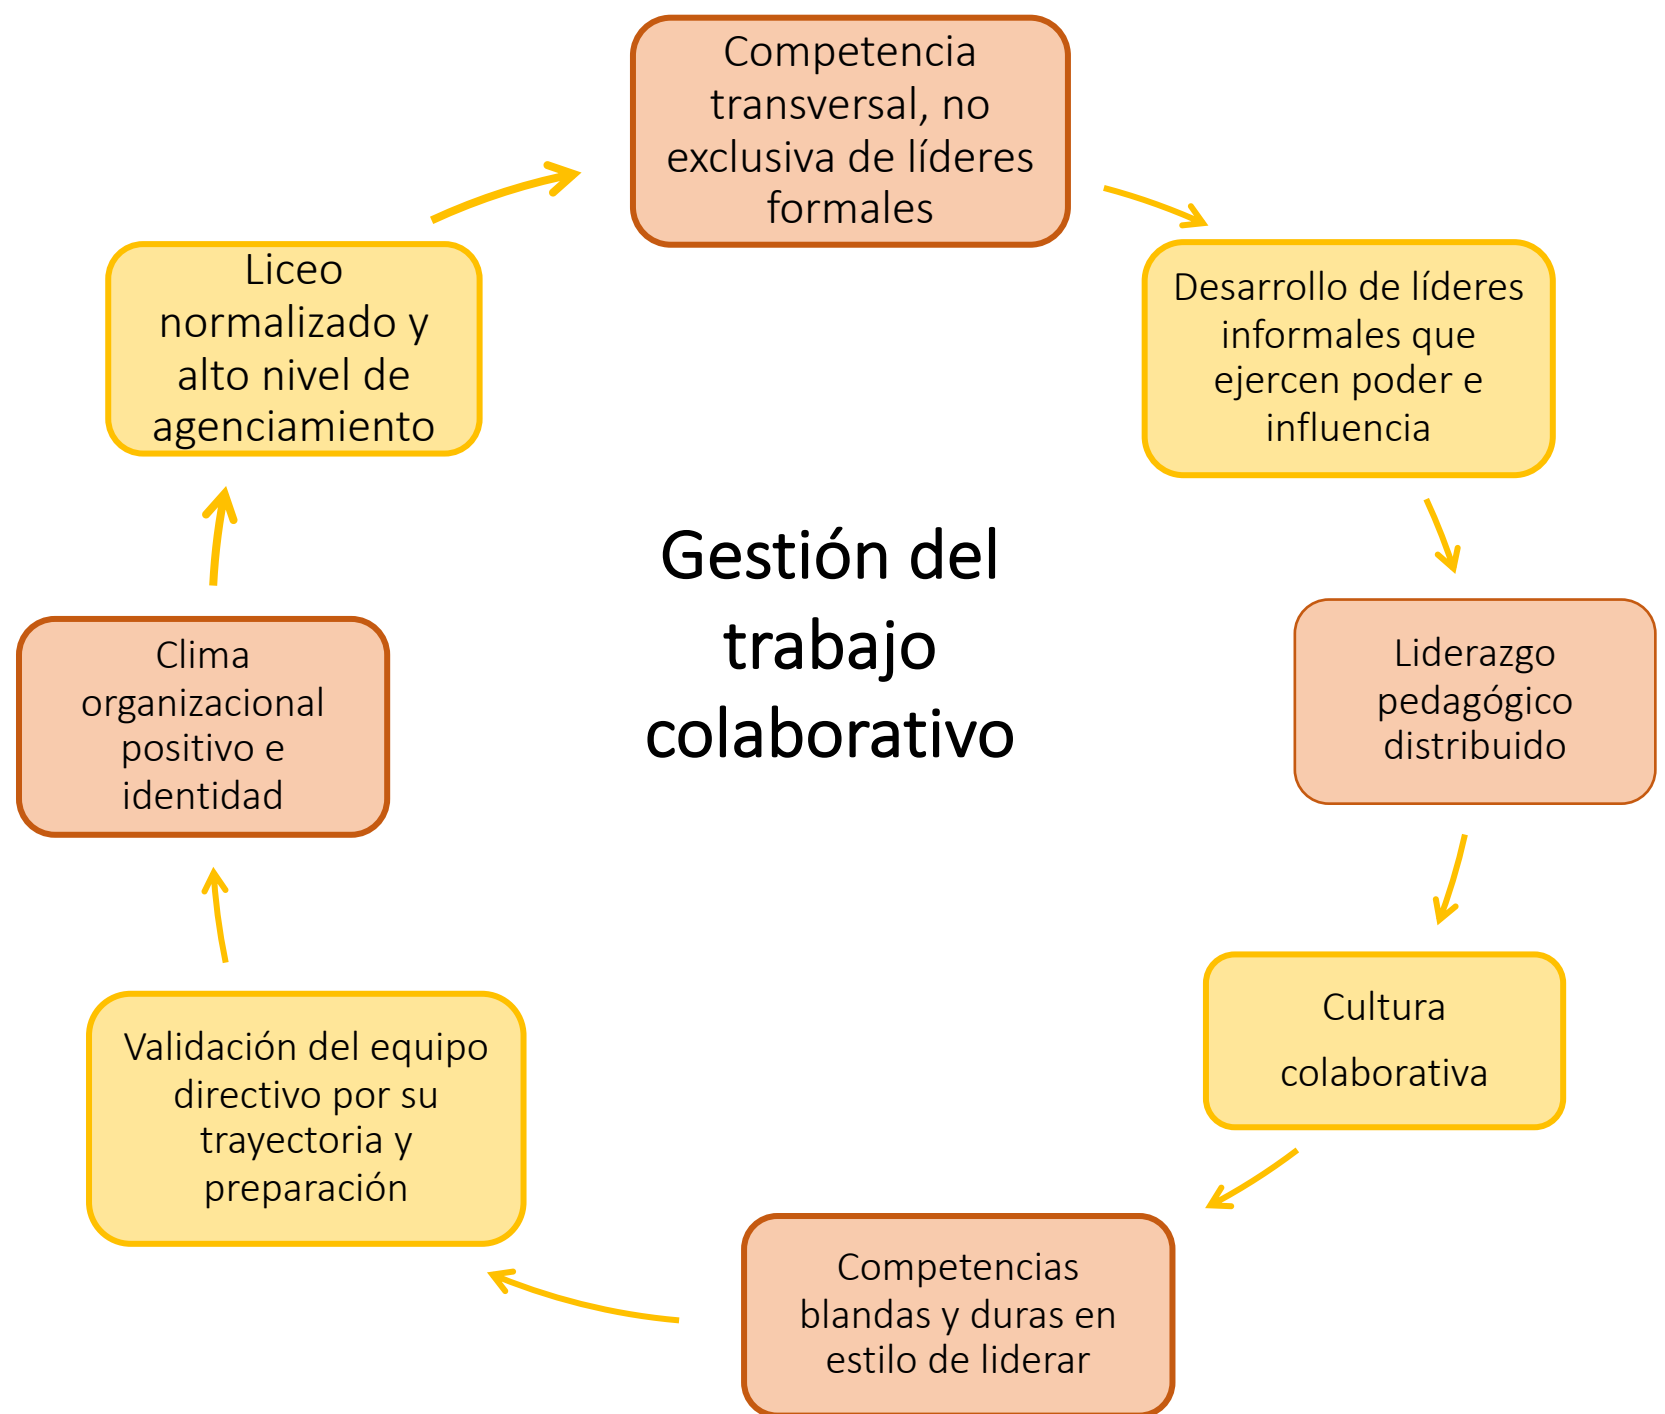 Competencia
transversal, no
exclusiva de líderes
formales
Desarrollo de líderes
informales que
ejercen poder e
influencia
Liderazgo
pedagógico
distribuido
Cultura
colaborativa
Competencias
blandas y duras en
estilo de liderar
Validación del equipo
directivo por su
trayectoria y
preparación
Clima
organizacional
positivo e
identidad
Liceo
normalizado y
alto nivel de
agenciamiento
Gestión del
trabajo
colaborativo